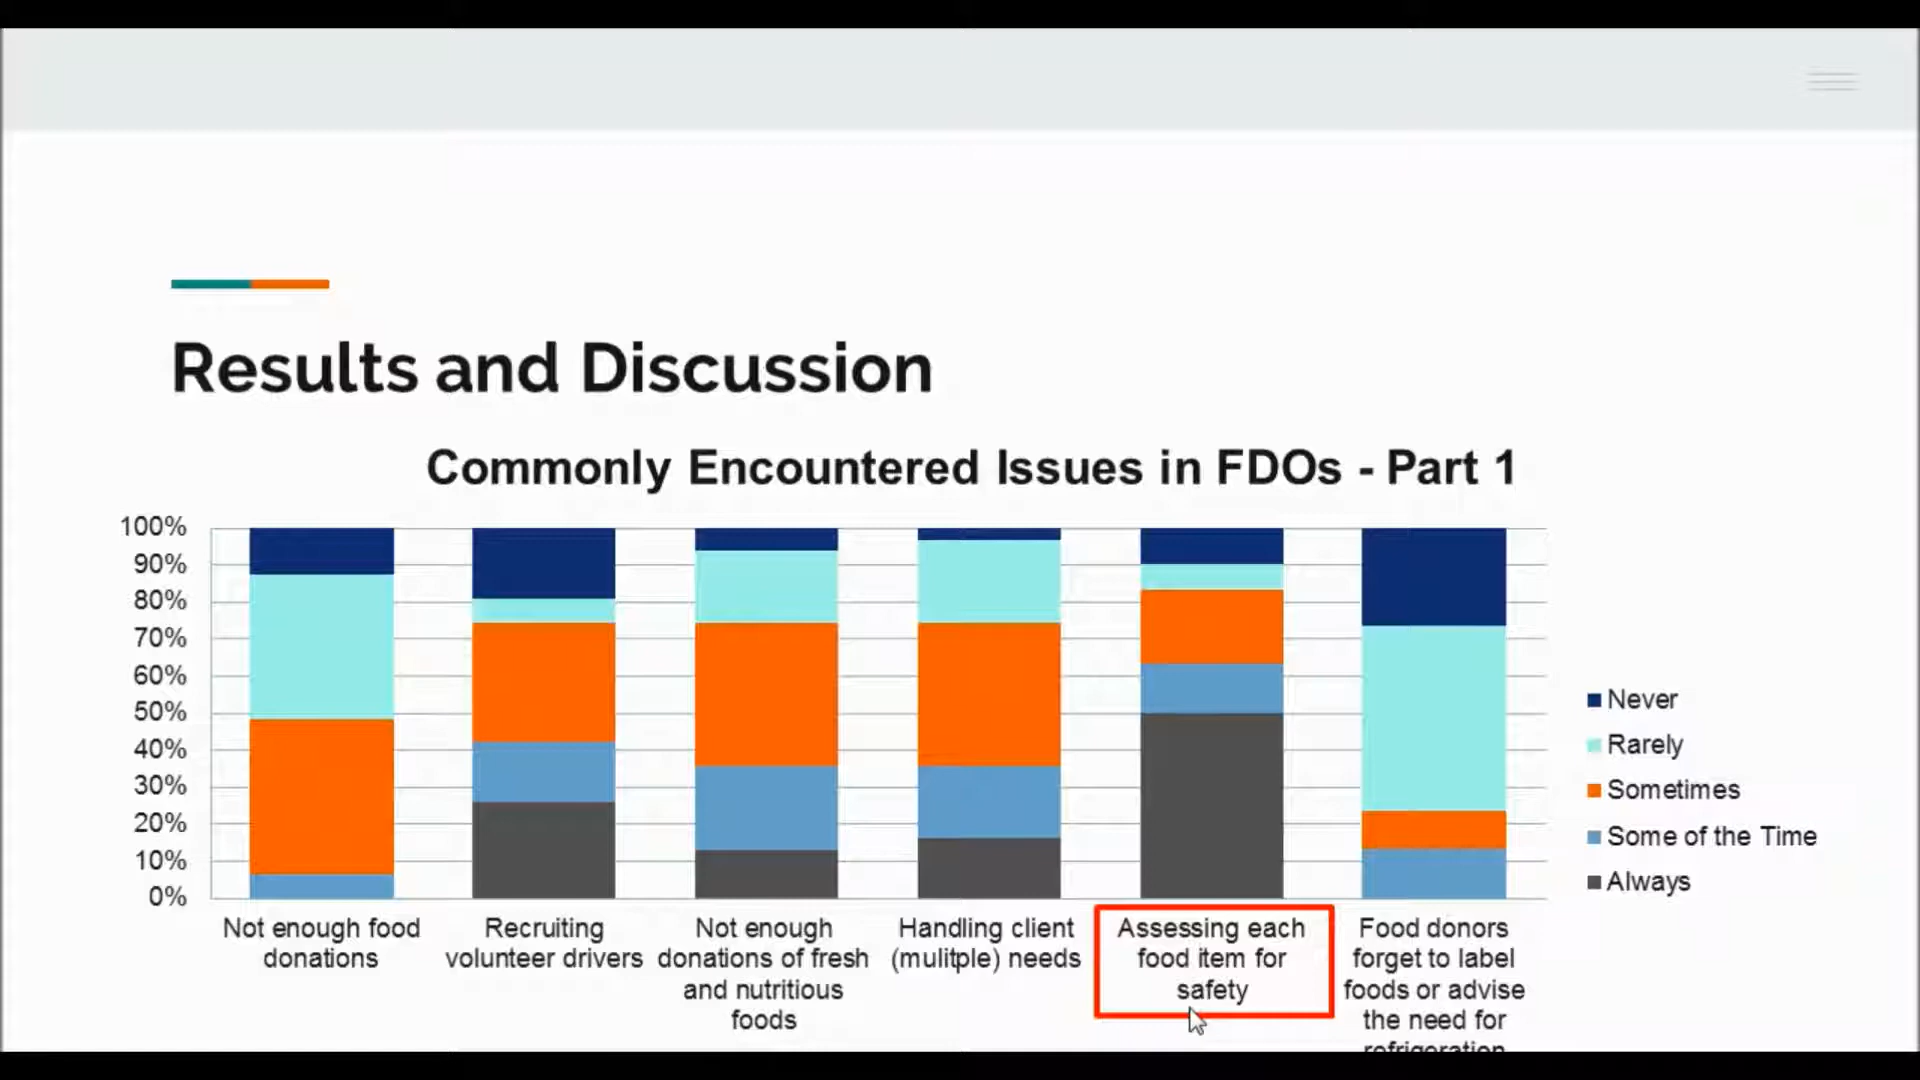 Results and Discussion
Commonly Encountered Issues in FDOs - Part 1
100%
90%
80%
70%
60%
50%
40%
30%
20%
10%
0%
Never
Rarely
Sometimes
Some of the Time
Always
Not enough food
donations
Recruiting
volunteer drivers
Not enough
donations of fresh
and nutritious
foods
Handling client
(mulitple) needs
Assessing each
food item for
safety
Food donors
forget to label
foods or advise
the need for
refrigeration